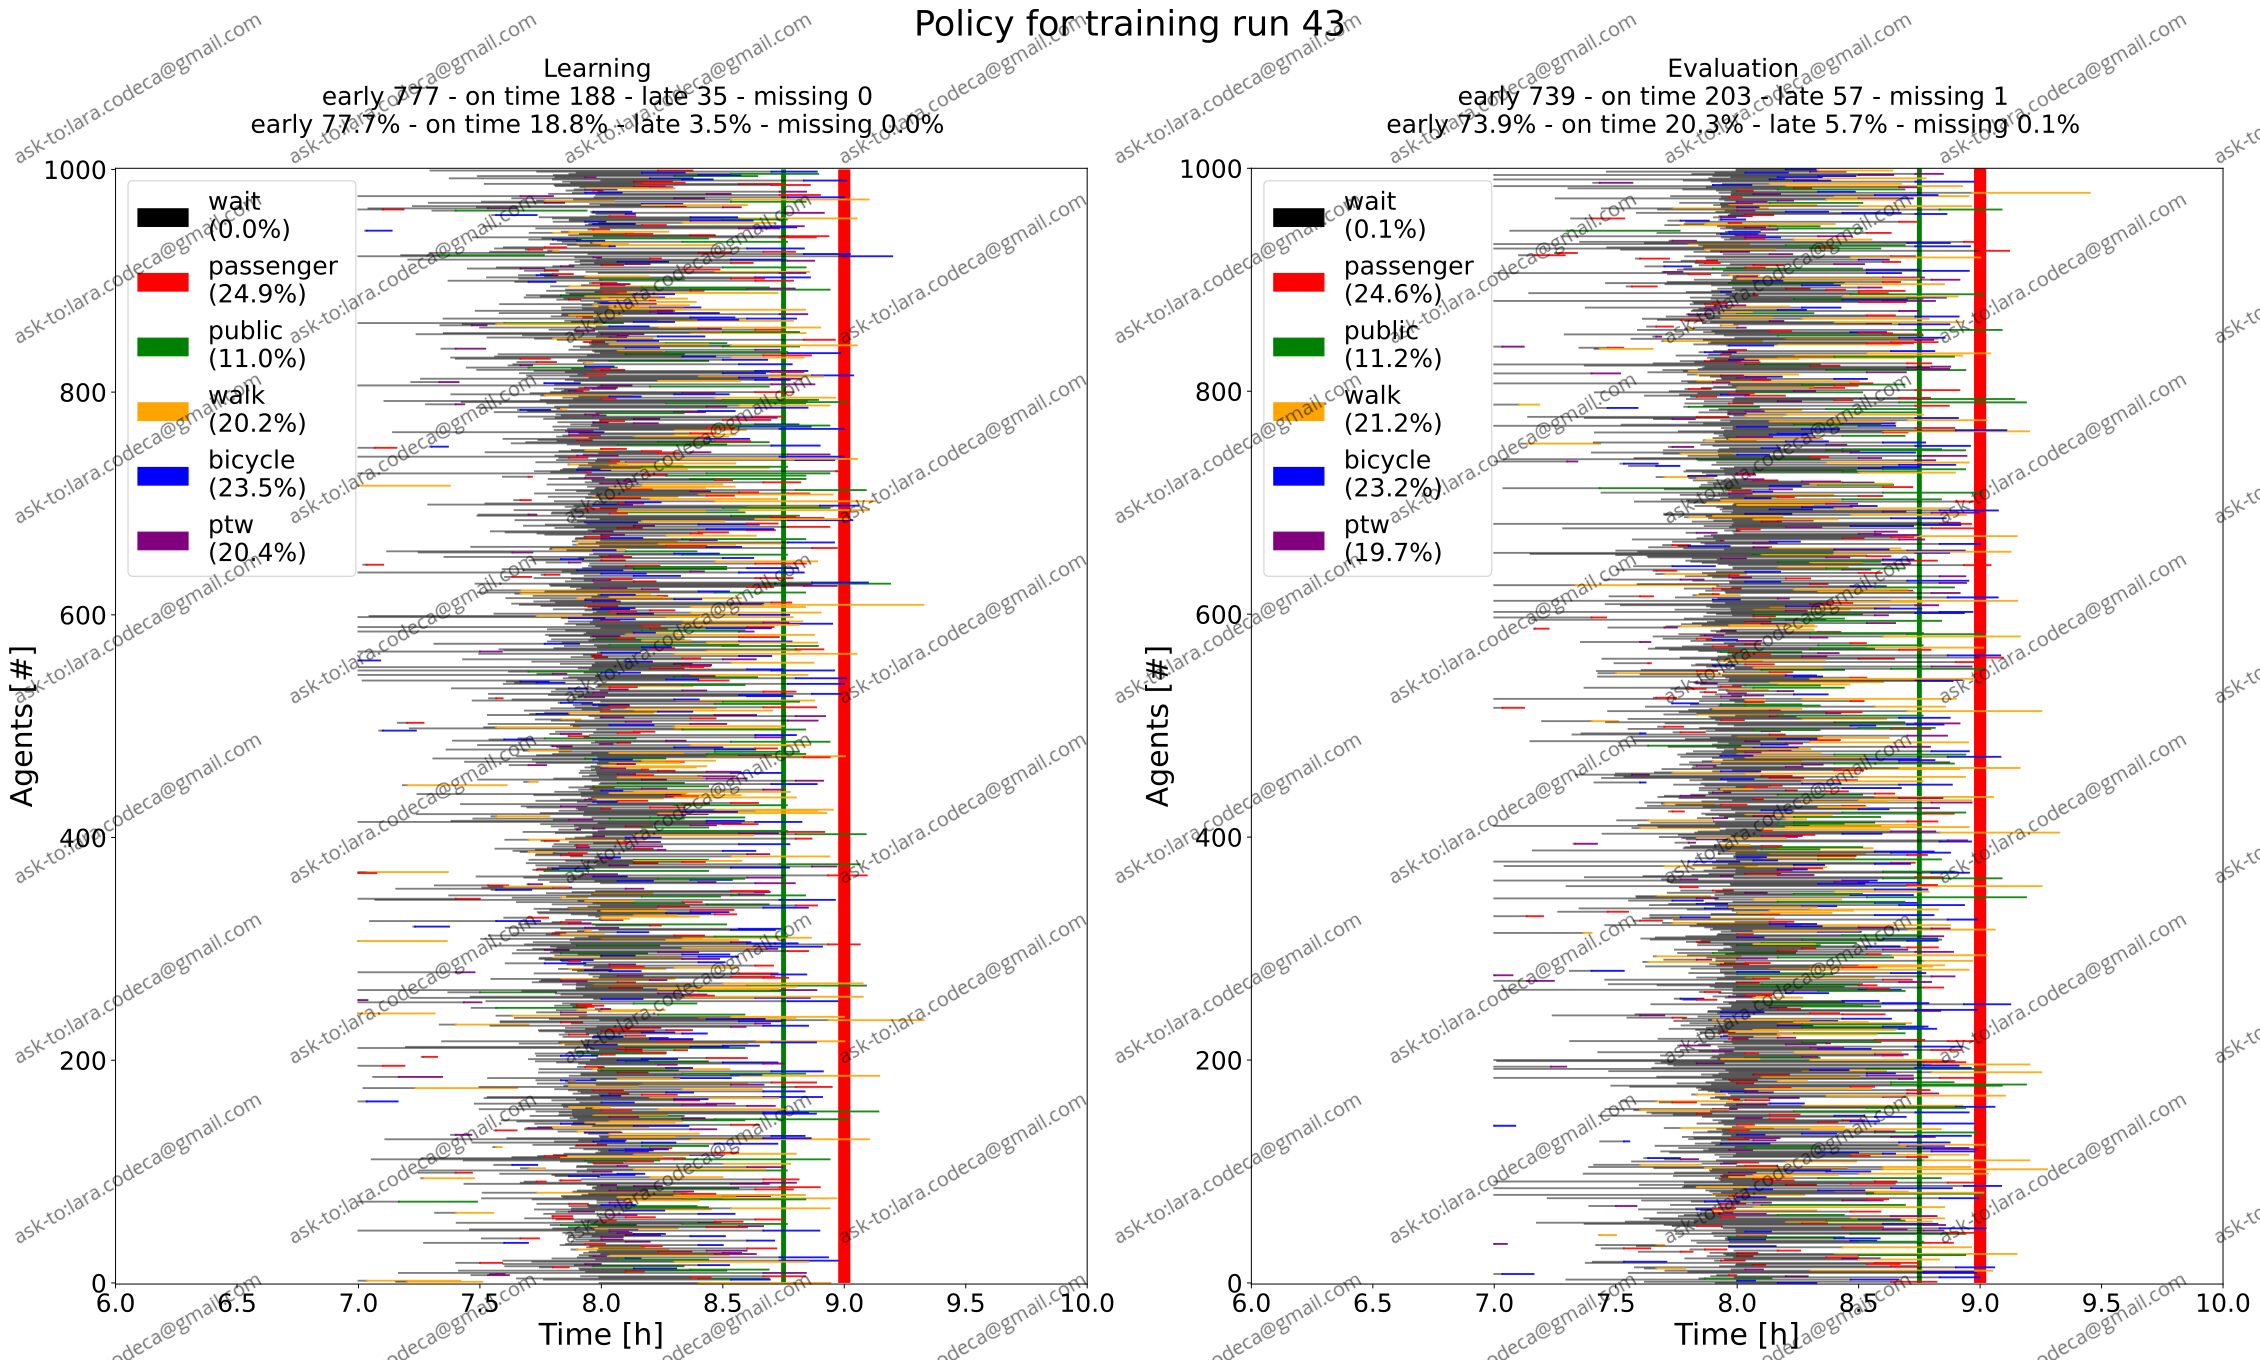 Policy for training run 43
Learning
early 777 - on time 188 - late 35 - missing 0
early 77.7% - on time 18.8% - late 3.5% - missing 0.0%
1000
800
600
400
200
0
Agents [#]
wait
(0.0%)
passenger
(24.9%)
public
(11.0%)
walk
(20.2%)
bicycle
(23.5%)
ptw
(20.4%)
6.0 6.5 7.0 7.5 8.0 8.5 9.0 9.5 10.0
Time [h]
Evaluation
early 739 - on time 203 - late 57 - missing 1
early 73.9% - on time 20.3% - late 5.7% - missing 0.1%
1000
800
600
400
200
0
Agents [#]
wait
(0.1%)
passenger
(24.6%)
public
(11.2%)
walk
(21.2%)
bicycle
(23.2%)
ptw
(19.7%)
6.0 6.5 7.0 7.5 8.0 8.5 9.0 9.5 10.0
Time [h]
ask-to:lara.codeca@gmail.com